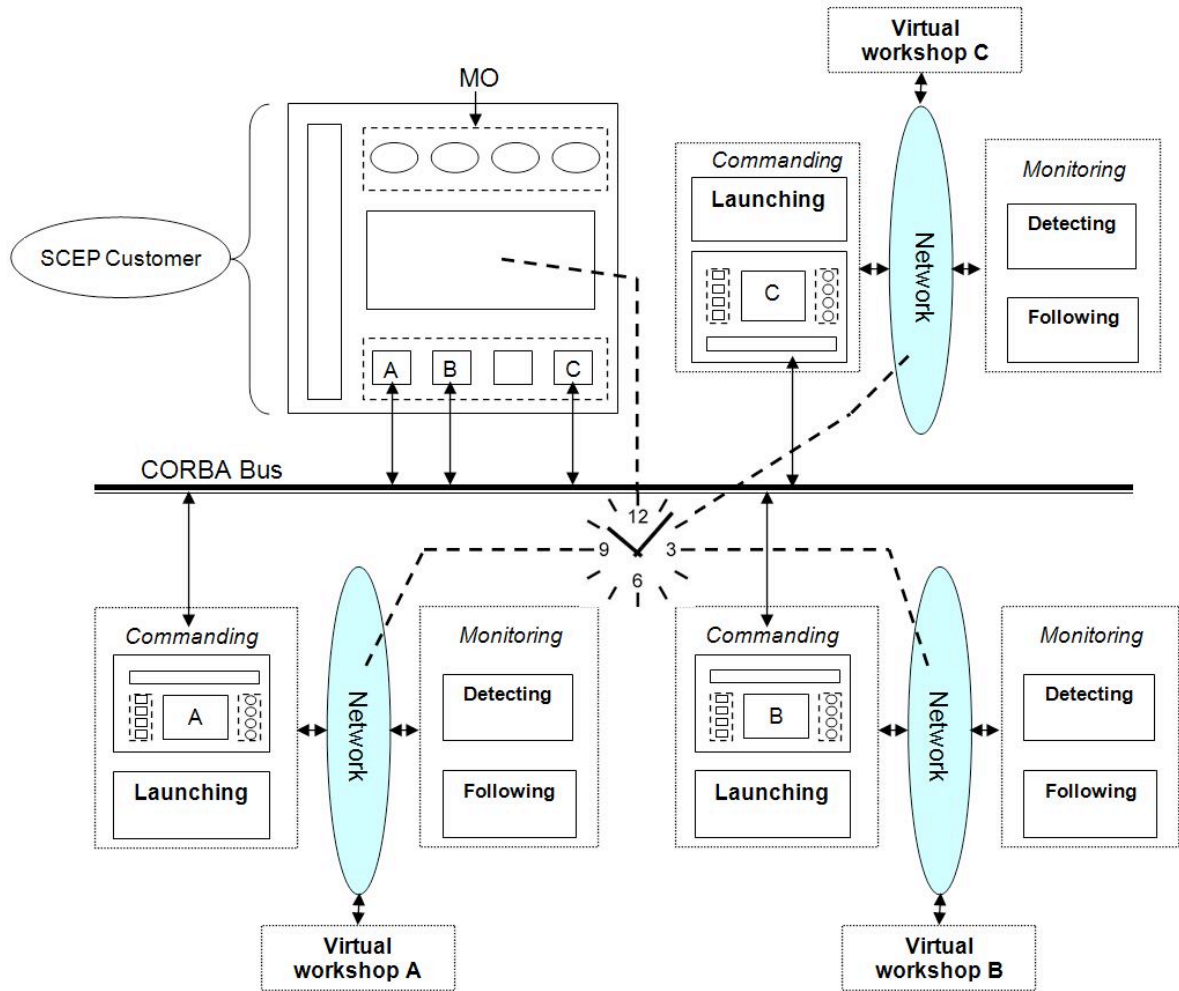 Virtual
workshop C
MO
SCEP Customer
A
B
C
Commanding
Launching
C
Network
Monitoring
Detecting
Following
CORBA Bus
12
9
3
6
Commanding
A
Launching
Network
Monitoring
Detecting
Following
Virtual
workshop A
Commanding
B
Launching
Network
Monitoring
Detecting
Following
Virtual
workshop B